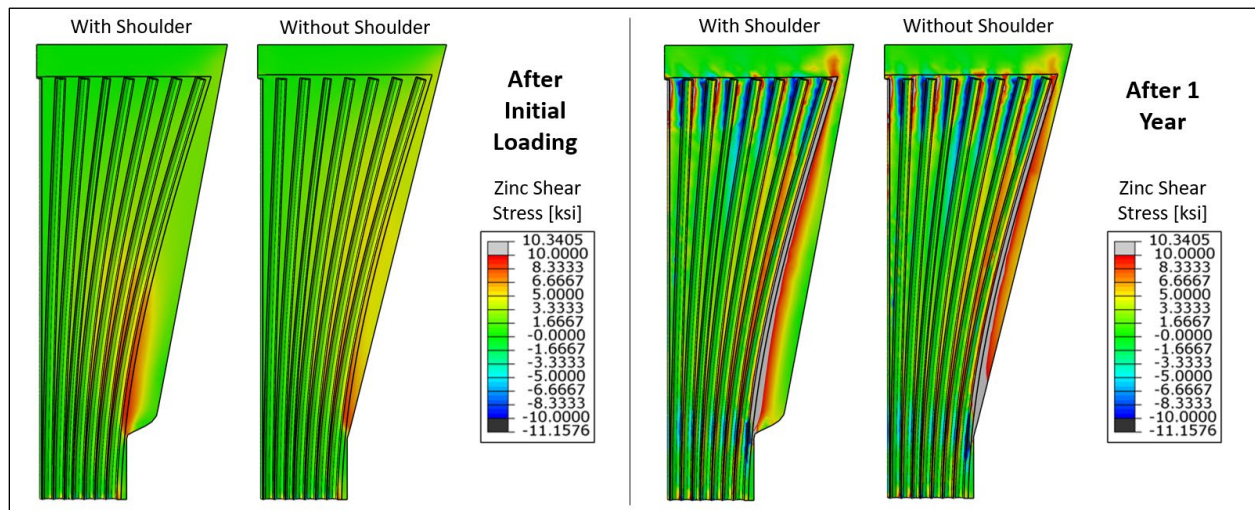 With Shoulder
Without Shoulder
After
Initial
Loading
Zinc Shear
Stress [ksi]
10.3405
10.0000
8.3333
6.6667
5.0000
3.3333
1.6667
-0.0000
-1.6667
-3.3333
-5.0000
-6.6667
-8.3333
-10.0000
-11.1576
With Shoulder
Without Shoulder
After 1
Year
Zinc Shear
Stress [ksi]
10.3405
10.0000
8.3333
6.6667
5.0000
3.3333
1.6667
-0.0000
-1.6667
-3.3333
-5.0000
-6.6667
-8.3333
-10.0000
-11.1576